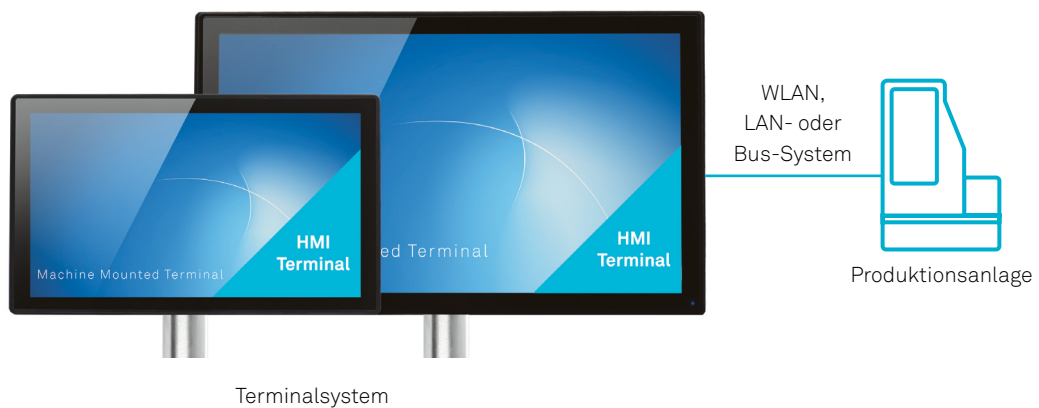 HMI
Terminal
Machine Mounted Terminal
HMI
Terminal
ed Terminal
WLAN,
LAN- oder
Bus-System
Produktionsanlage
Terminalsystem